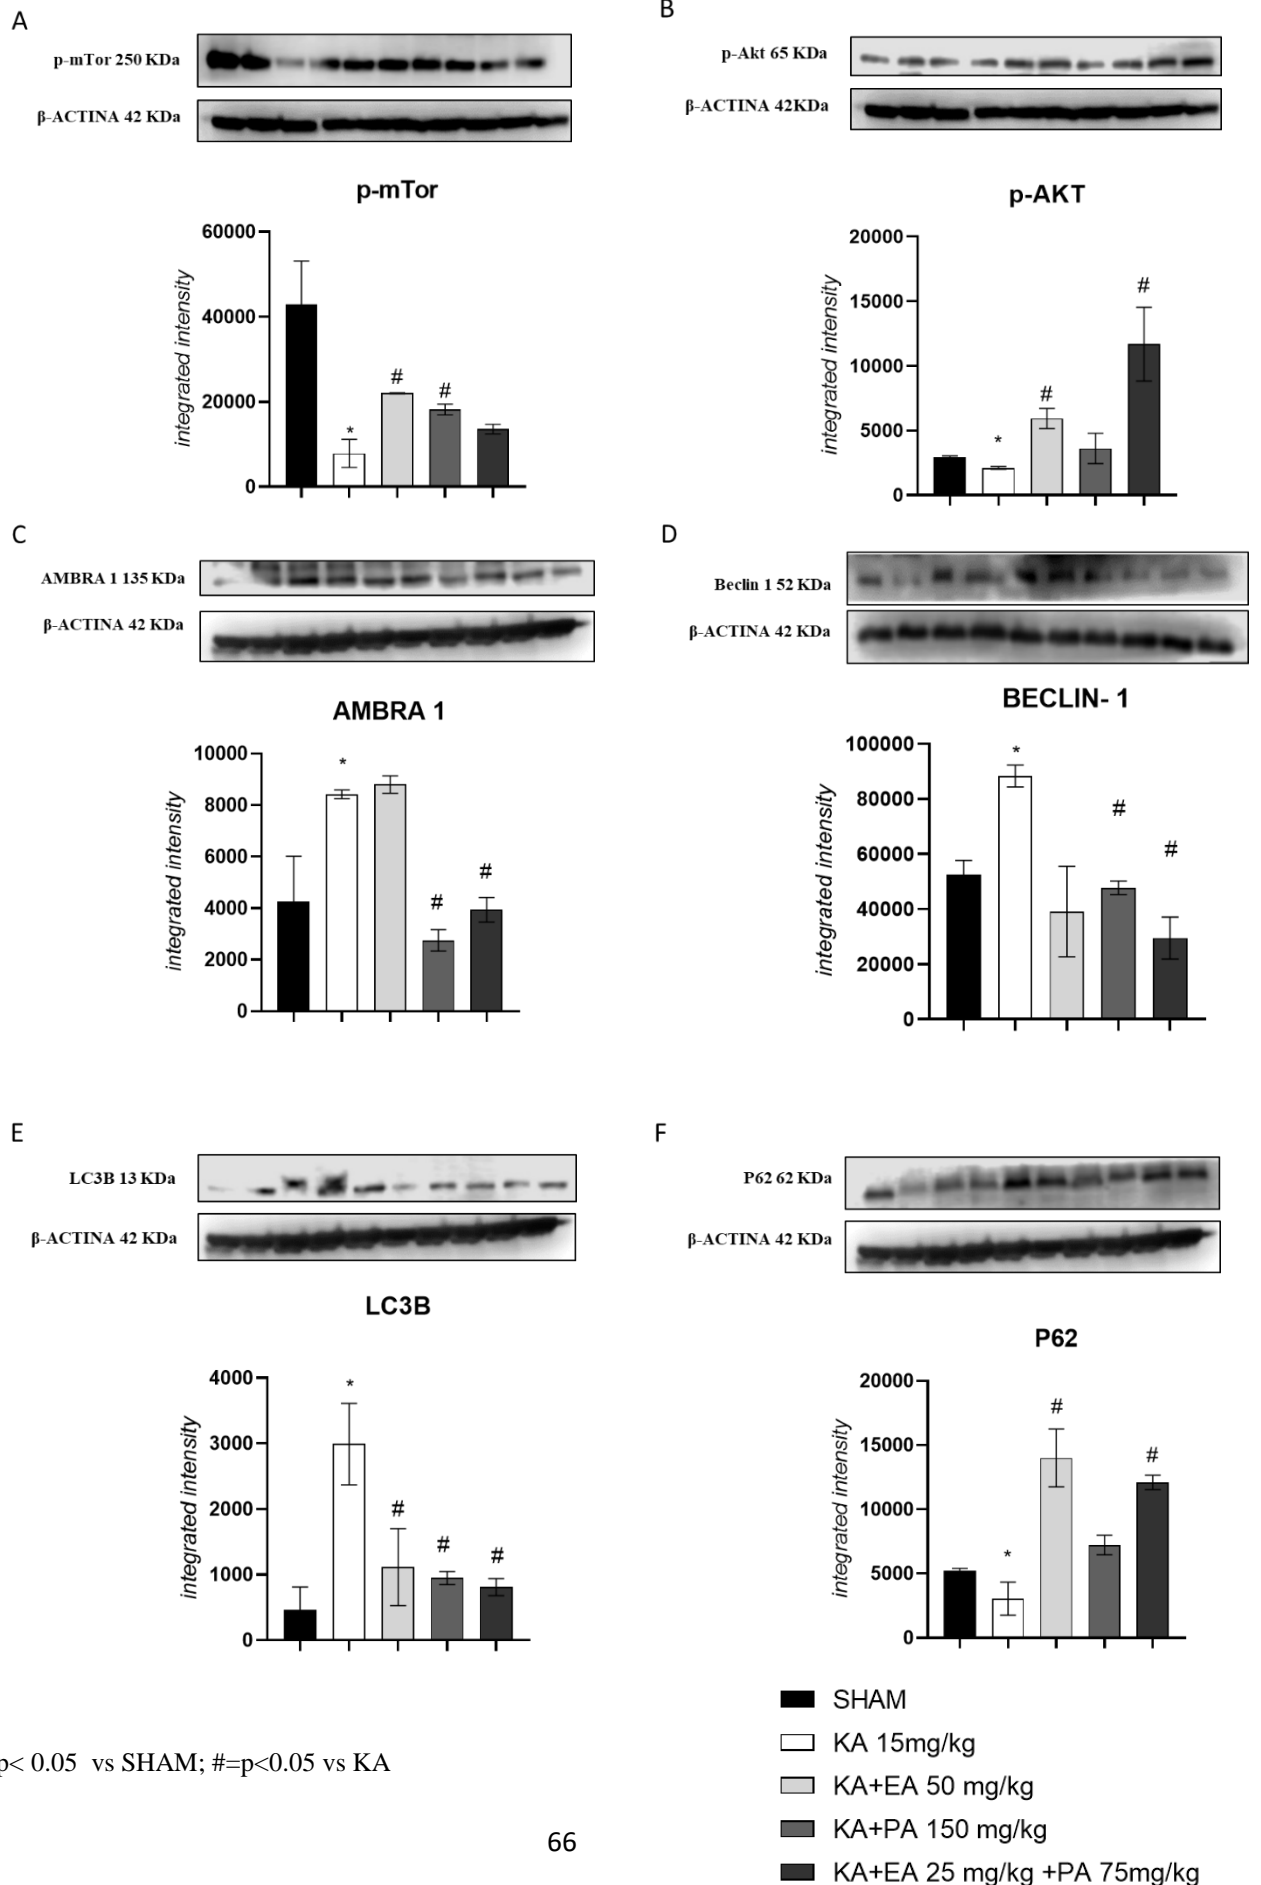 A
p-mTor 250 KDa
β-ACTINA 42 KDa
p-mTor
integrated intensity
60000
40000
20000
0
*
#
#
B
p-Akt 65 KDa
β-ACTINA 42KDa
p-AKT
integrated intensity
20000
15000
10000
5000
0
*
#
#
C
AMBRA 1 135 KDa
β-ACTINA 42 KDa
AMBRA 1
integrated intensity
10000
8000
6000
4000
2000
0
*
#
#
D
Beclin 1 52 KDa
β-ACTINA 42 KDa
BECLIN- 1
integrated intensity
100000
80000
60000
40000
20000
0
*
#
#
E
LC3B 13 KDa
β-ACTINA 42 KDa
LC3B
integrated intensity
4000
3000
2000
1000
0
*
#
#
#
F
P62 62 KDa
β-ACTINA 42 KDa
P62
integrated intensity
20000
15000
10000
5000
0
*
#
#
SHAM
KA 15mg/kg
KA+EA 50 mg/kg
KA+PA 150 mg/kg
KA+EA 25 mg/kg +PA 75mg/kg
p< 0.05 vs SHAM; #=p<0.05 vs KA
66